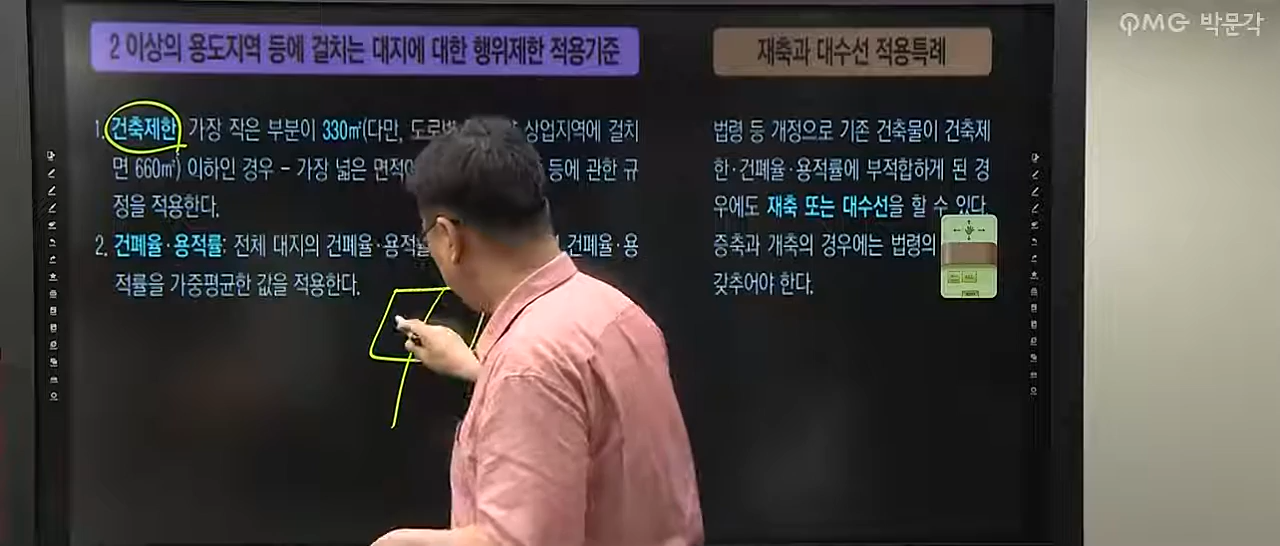 QMG 박문각
2 이상의 용도지역 등에 걸치는 대지에 대한 행위제한 적용기준
1. 건축제한 가장 작은 부분이 330㎡(다만, 상업지역에 걸치
면 660㎡) 이하인 경우 - 가장 넓은 등에 관한 규
정을 적용한다.
2. 건폐율·용적률: 전체 대지의 건폐율· 건폐율·용
적률을 가중평균한 값을 적용한다.
재축과 대수선 적용특례
법령 등 개정으로 기존 건축물이 건축제
한·건폐율·용적률에 부적합하게 된 경
우에도 재축 또는 대수선을 할 수 있다.
증축과 개축의 경우에는 법령의
갖추어야 한다.